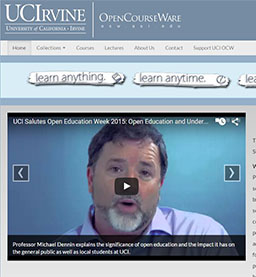 UCIRVINE | OPENCOURSEWARE
UNIVERSITY of CALIFORNIA · IRVINE
ocw.uci.edu
Home Collections Courses Lectures About Us Contact Support UCI OCW
learn anything. learn anytime. le
UCI Salutes Open Education Week 2015: Open Education and Under...
Professor Michael Dennin explains the significance of open education and the impact it has on
the general public as well as local students at UCI.